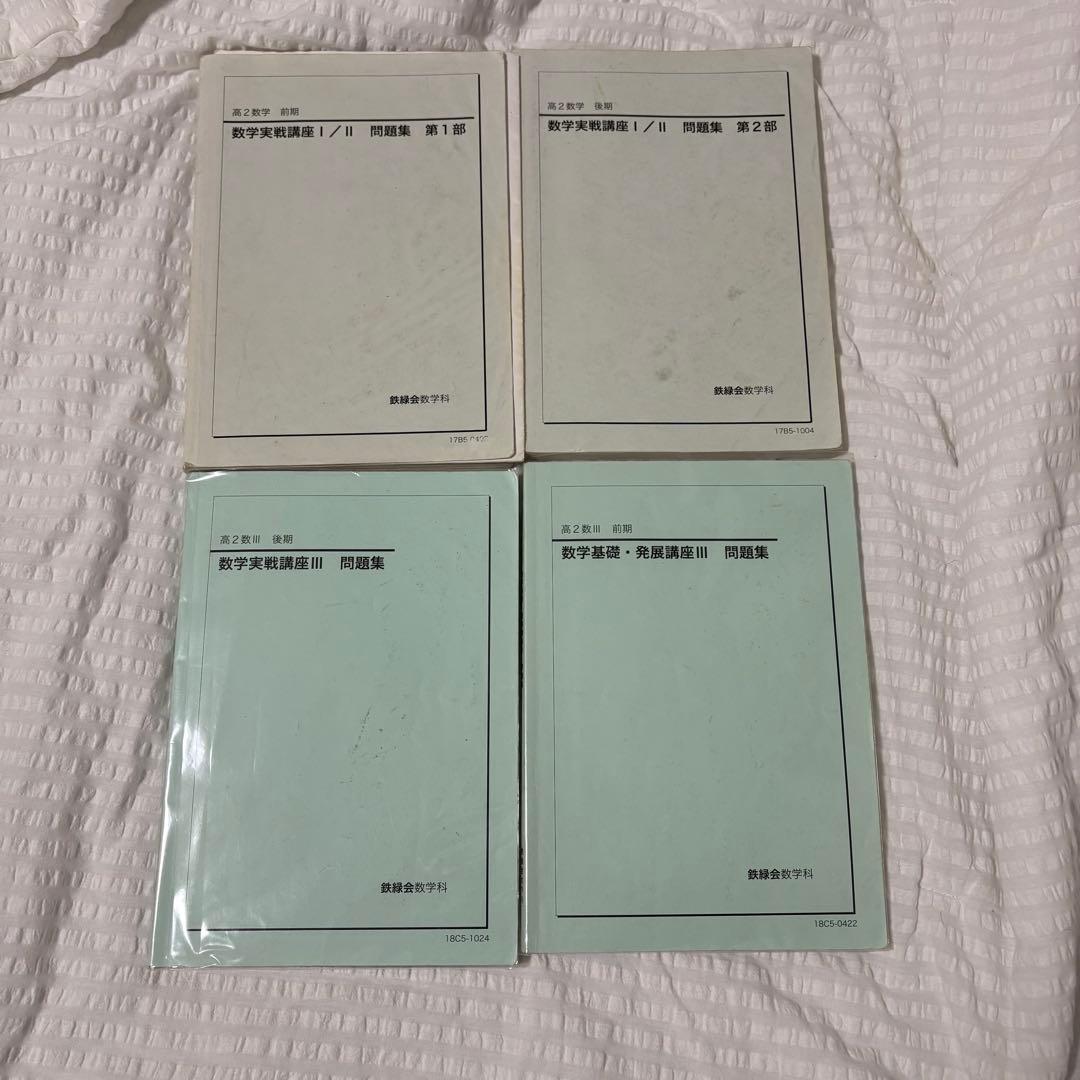 高2数学 前期
数学実戦講座Ⅰ／Ⅱ 問題集 第1部
鉄緑会数学科
高2数学 後期
数学実戦講座Ⅰ／Ⅱ 問題集 第2部
鉄緑会数学科
17B5-1004
高2数Ⅲ 後期
数学実戦講座Ⅲ 問題集
鉄緑会数学科
18C5-1024
高2数Ⅲ 前期
数学基礎・発展講座Ⅲ 問題集
鉄緑会数学科
18C5-0422